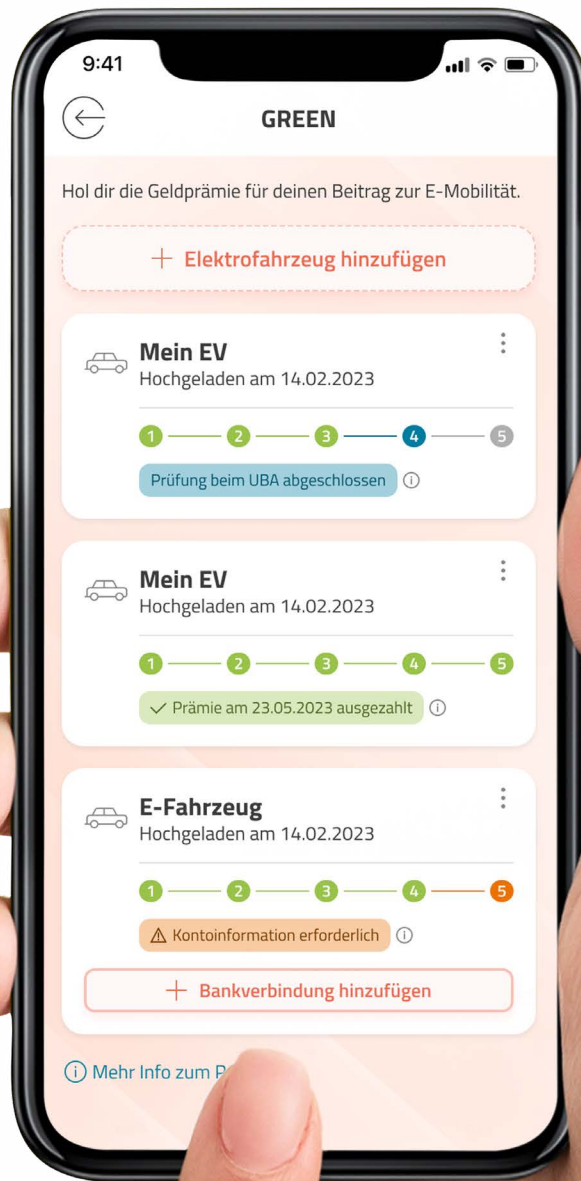 9:41
GREEN
Hol dir die Geldprämie für deinen Beitrag zur E-Mobilität.
+ Elektrofahrzeug hinzufügen
Mein EV
Hochgeladen am 14.02.2023
1 2 3 4 5
Prüfung beim UBA abgeschlossen
Mein EV
Hochgeladen am 14.02.2023
1 2 3 4 5
Prämie am 23.05.2023 ausgezahlt
E-Fahrzeug
Hochgeladen am 14.02.2023
1 2 3 4 5
Kontoinformation erforderlich
+ Bankverbindung hinzufügen
Mehr Info zum